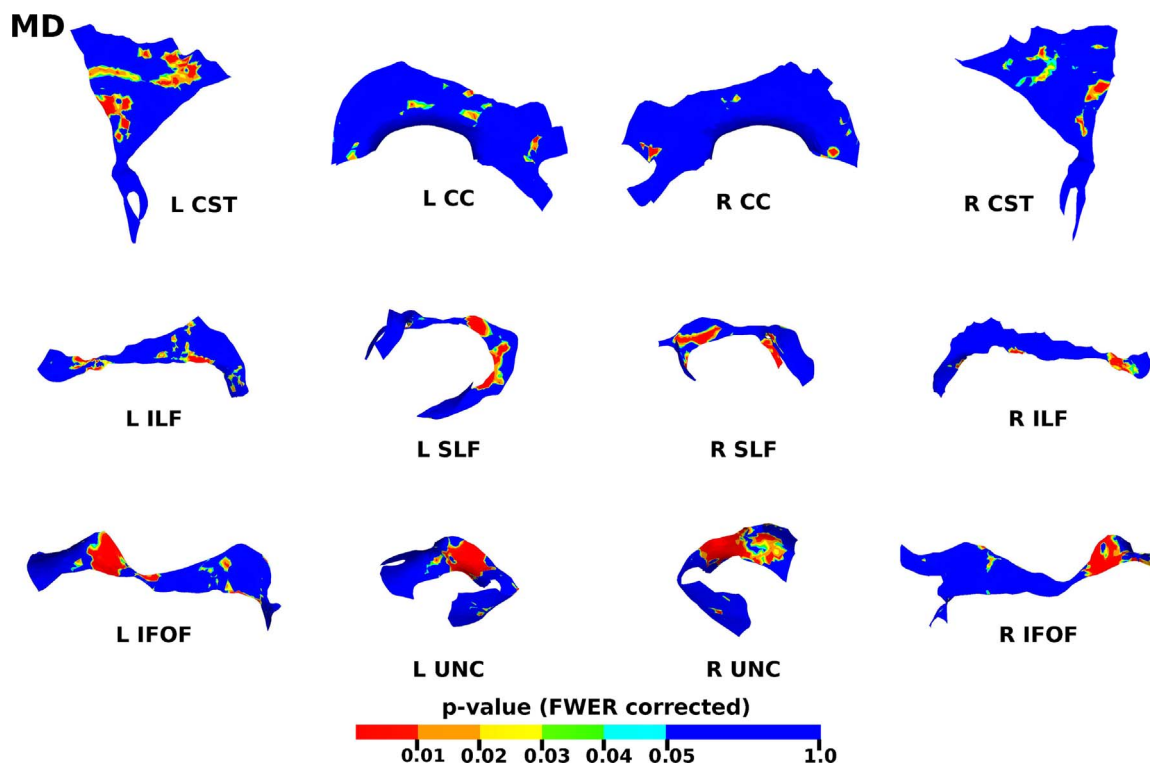 MD
L CST
L CC
R CC
R CST
L ILF
L SLF
R SLF
R ILF
L IFOF
L UNC
R UNC
R IFOF
p-value (FWER corrected)
0.01 0.02 0.03 0.04 0.05 1.0